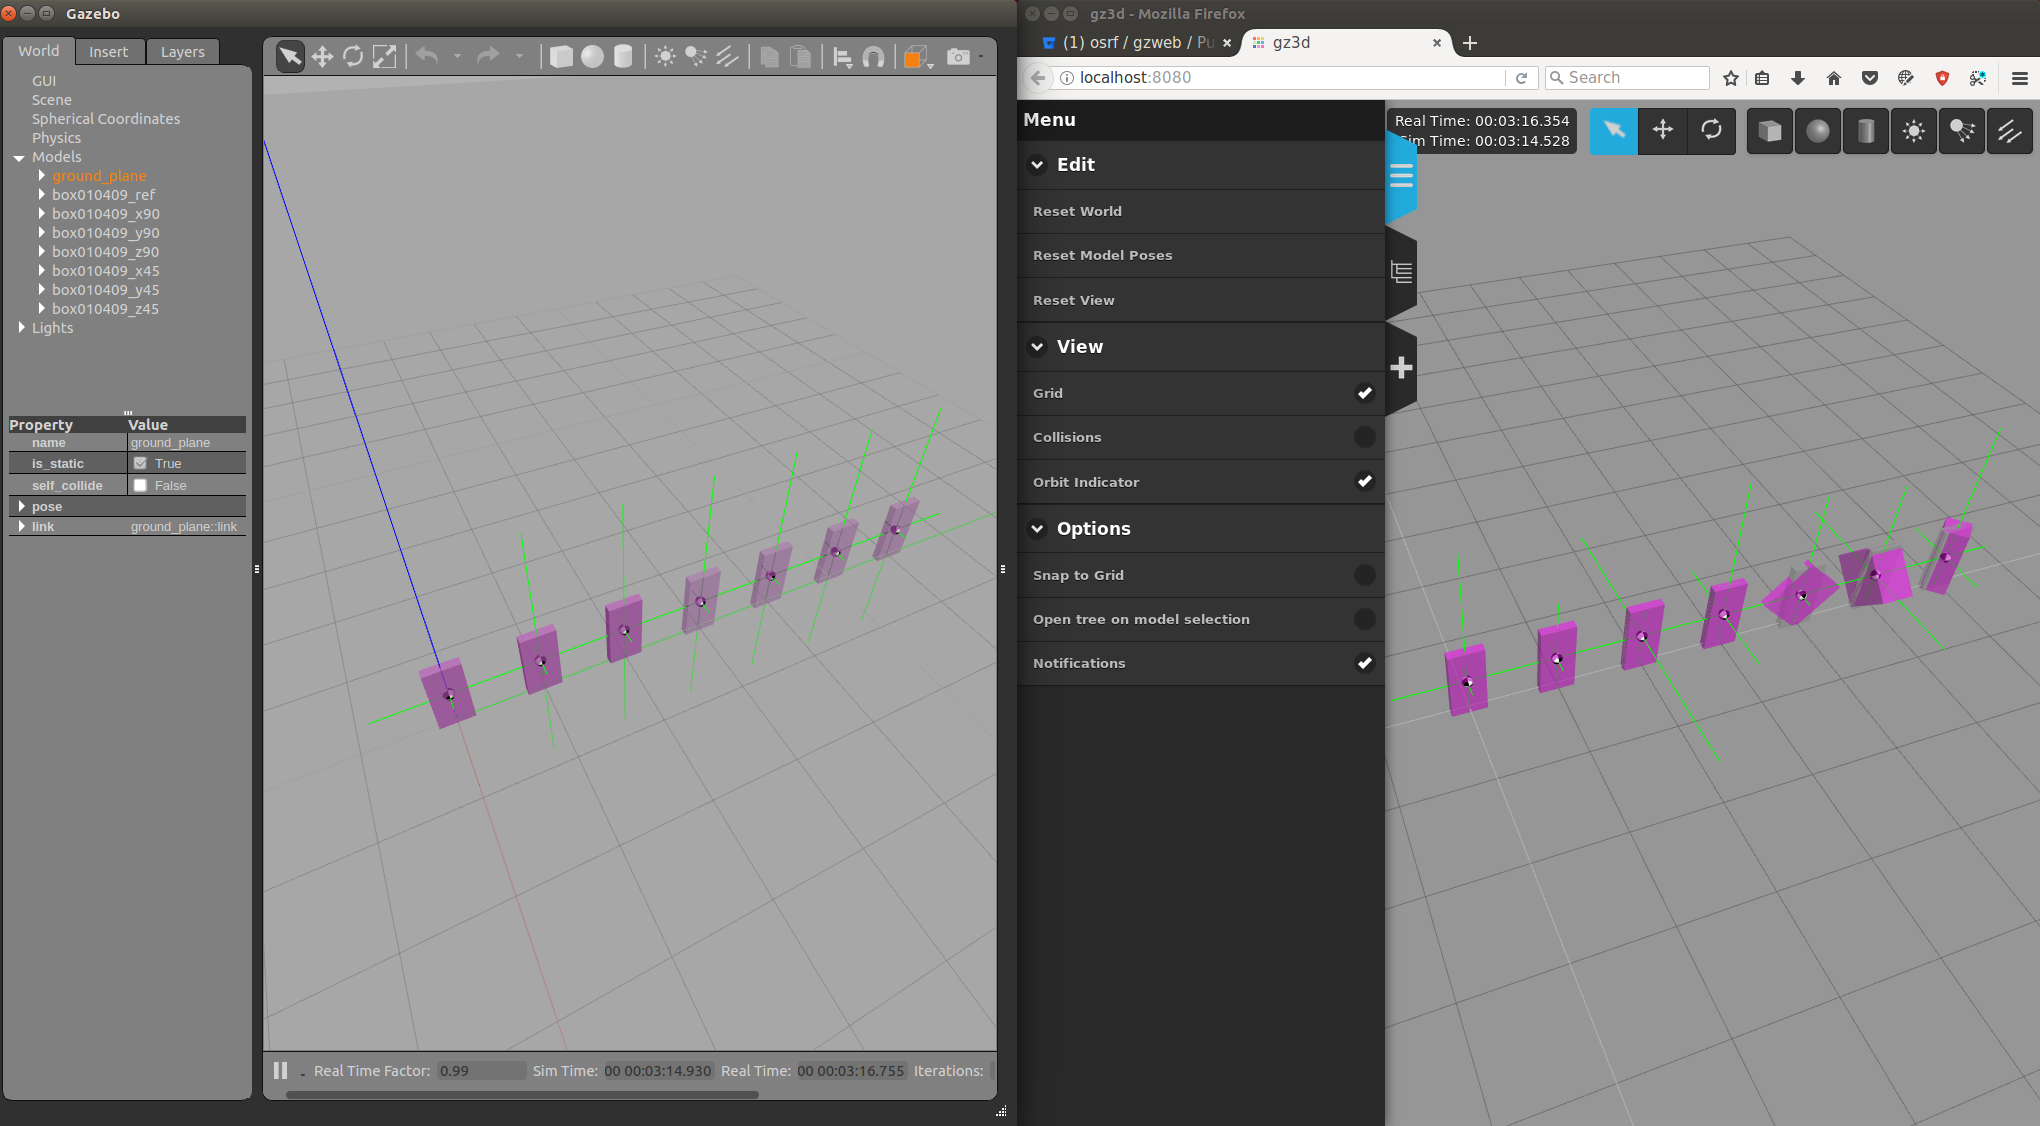 Gazebo
World Insert Layers
GUI
Scene
Spherical Coordinates
Physics
Models
ground_plane
box010409_ref
box010409_x90
box010409_y90
box010409_z90
box010409_x45
box010409_y45
box010409_z45
Lights
Property Value
name ground_plane
is_static True
self_collide False
pose
link ground_plane::link
Real Time Factor: 0.99 Sim Time: 00 00:03:14.930 Real Time: 00 00:03:16.755 Iterations:
gz3d - Mozilla Firefox
(1) osrf / gzweb / Pu gz3d
localhost:8080 Search
Menu
Edit
Reset World
Reset Model Poses
Reset View
View
Grid
Collisions
Orbit Indicator
Options
Snap to Grid
Open tree on model selection
Notifications
Real Time: 00:03:16.354
im Time: 00:03:14.528